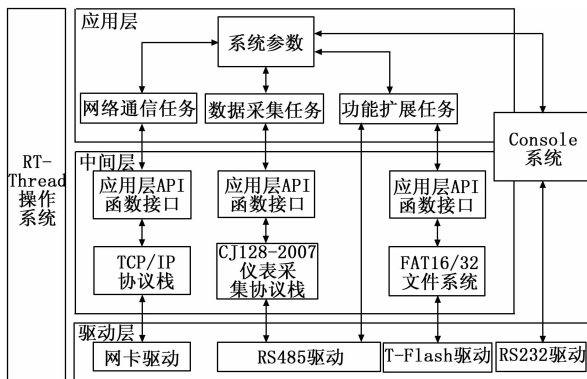 应用层
系统参数
网络通信任务
数据采集任务
功能扩展任务
Console
系统
RT-
Thread
操作
系统
中间层
应用层API
函数接口
应用层API
函数接口
应用层API
函数接口
TCP/IP
协议栈
CJ128-2007
仪表采
集协议栈
FAT16/32
文件系统
驱动层
网卡驱动
RS485驱动
T-Flash驱动
RS232驱动